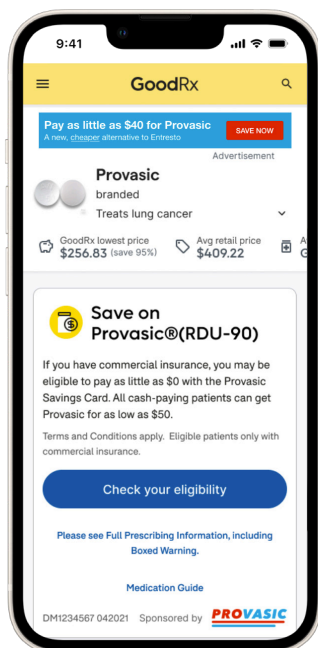 9:41
GoodRx
Pay as little as $40 for Provasic
A new, cheaper alternative to Entresto
SAVE NOW
Advertisement
Provasic
branded
Treats lung cancer
GoodRx lowest price
$256.83 (save 95%)
Avg retail price
$409.22
A
G
Save on
Provasic®(RDU-90)
If you have commercial insurance, you may be
eligible to pay as little as $0 with the Provasic
Savings Card. All cash-paying patients can get
Provasic for as low as $50.
Terms and Conditions apply. Eligible patients only with
commercial insurance.
Check your eligibility
Please see Full Prescribing Information, including
Boxed Warning.
Medication Guide
DM1234567 042021 Sponsored by PROVASIC